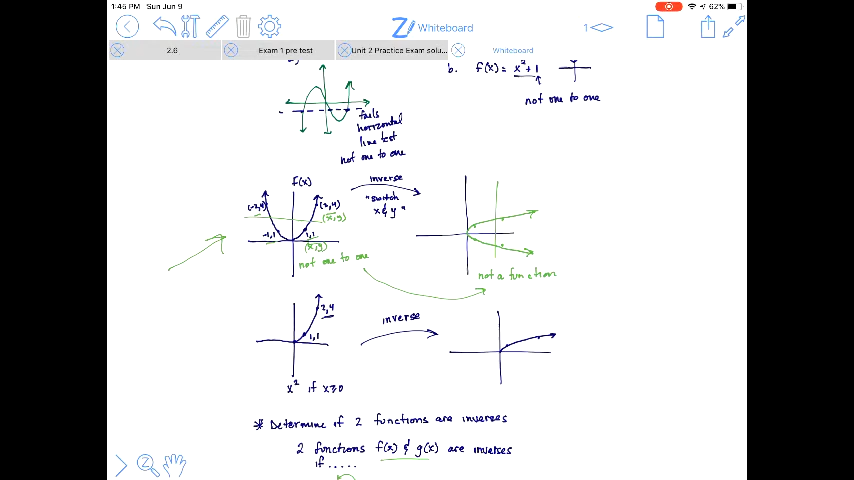 1:45 PM Sun Jun 9
62%
Whiteboard
1
2.6
Exam 1 pre test
Unit 2 Practice Exam solu...
Whiteboard
b. f(x) = x²+1
not one to one
fails
horizontal
line test
not one to one
f(x)
inverse
"switch
x & y"
(-2,4)
(2,4)
(x,y)
-1,1
1,1
(x,y)
not one to one
not a function
2,4
1,1
inverse
x² if x≥0
* Determine if 2 functions are inverses
2 functions f(x) & g(x) are inverses
if .....